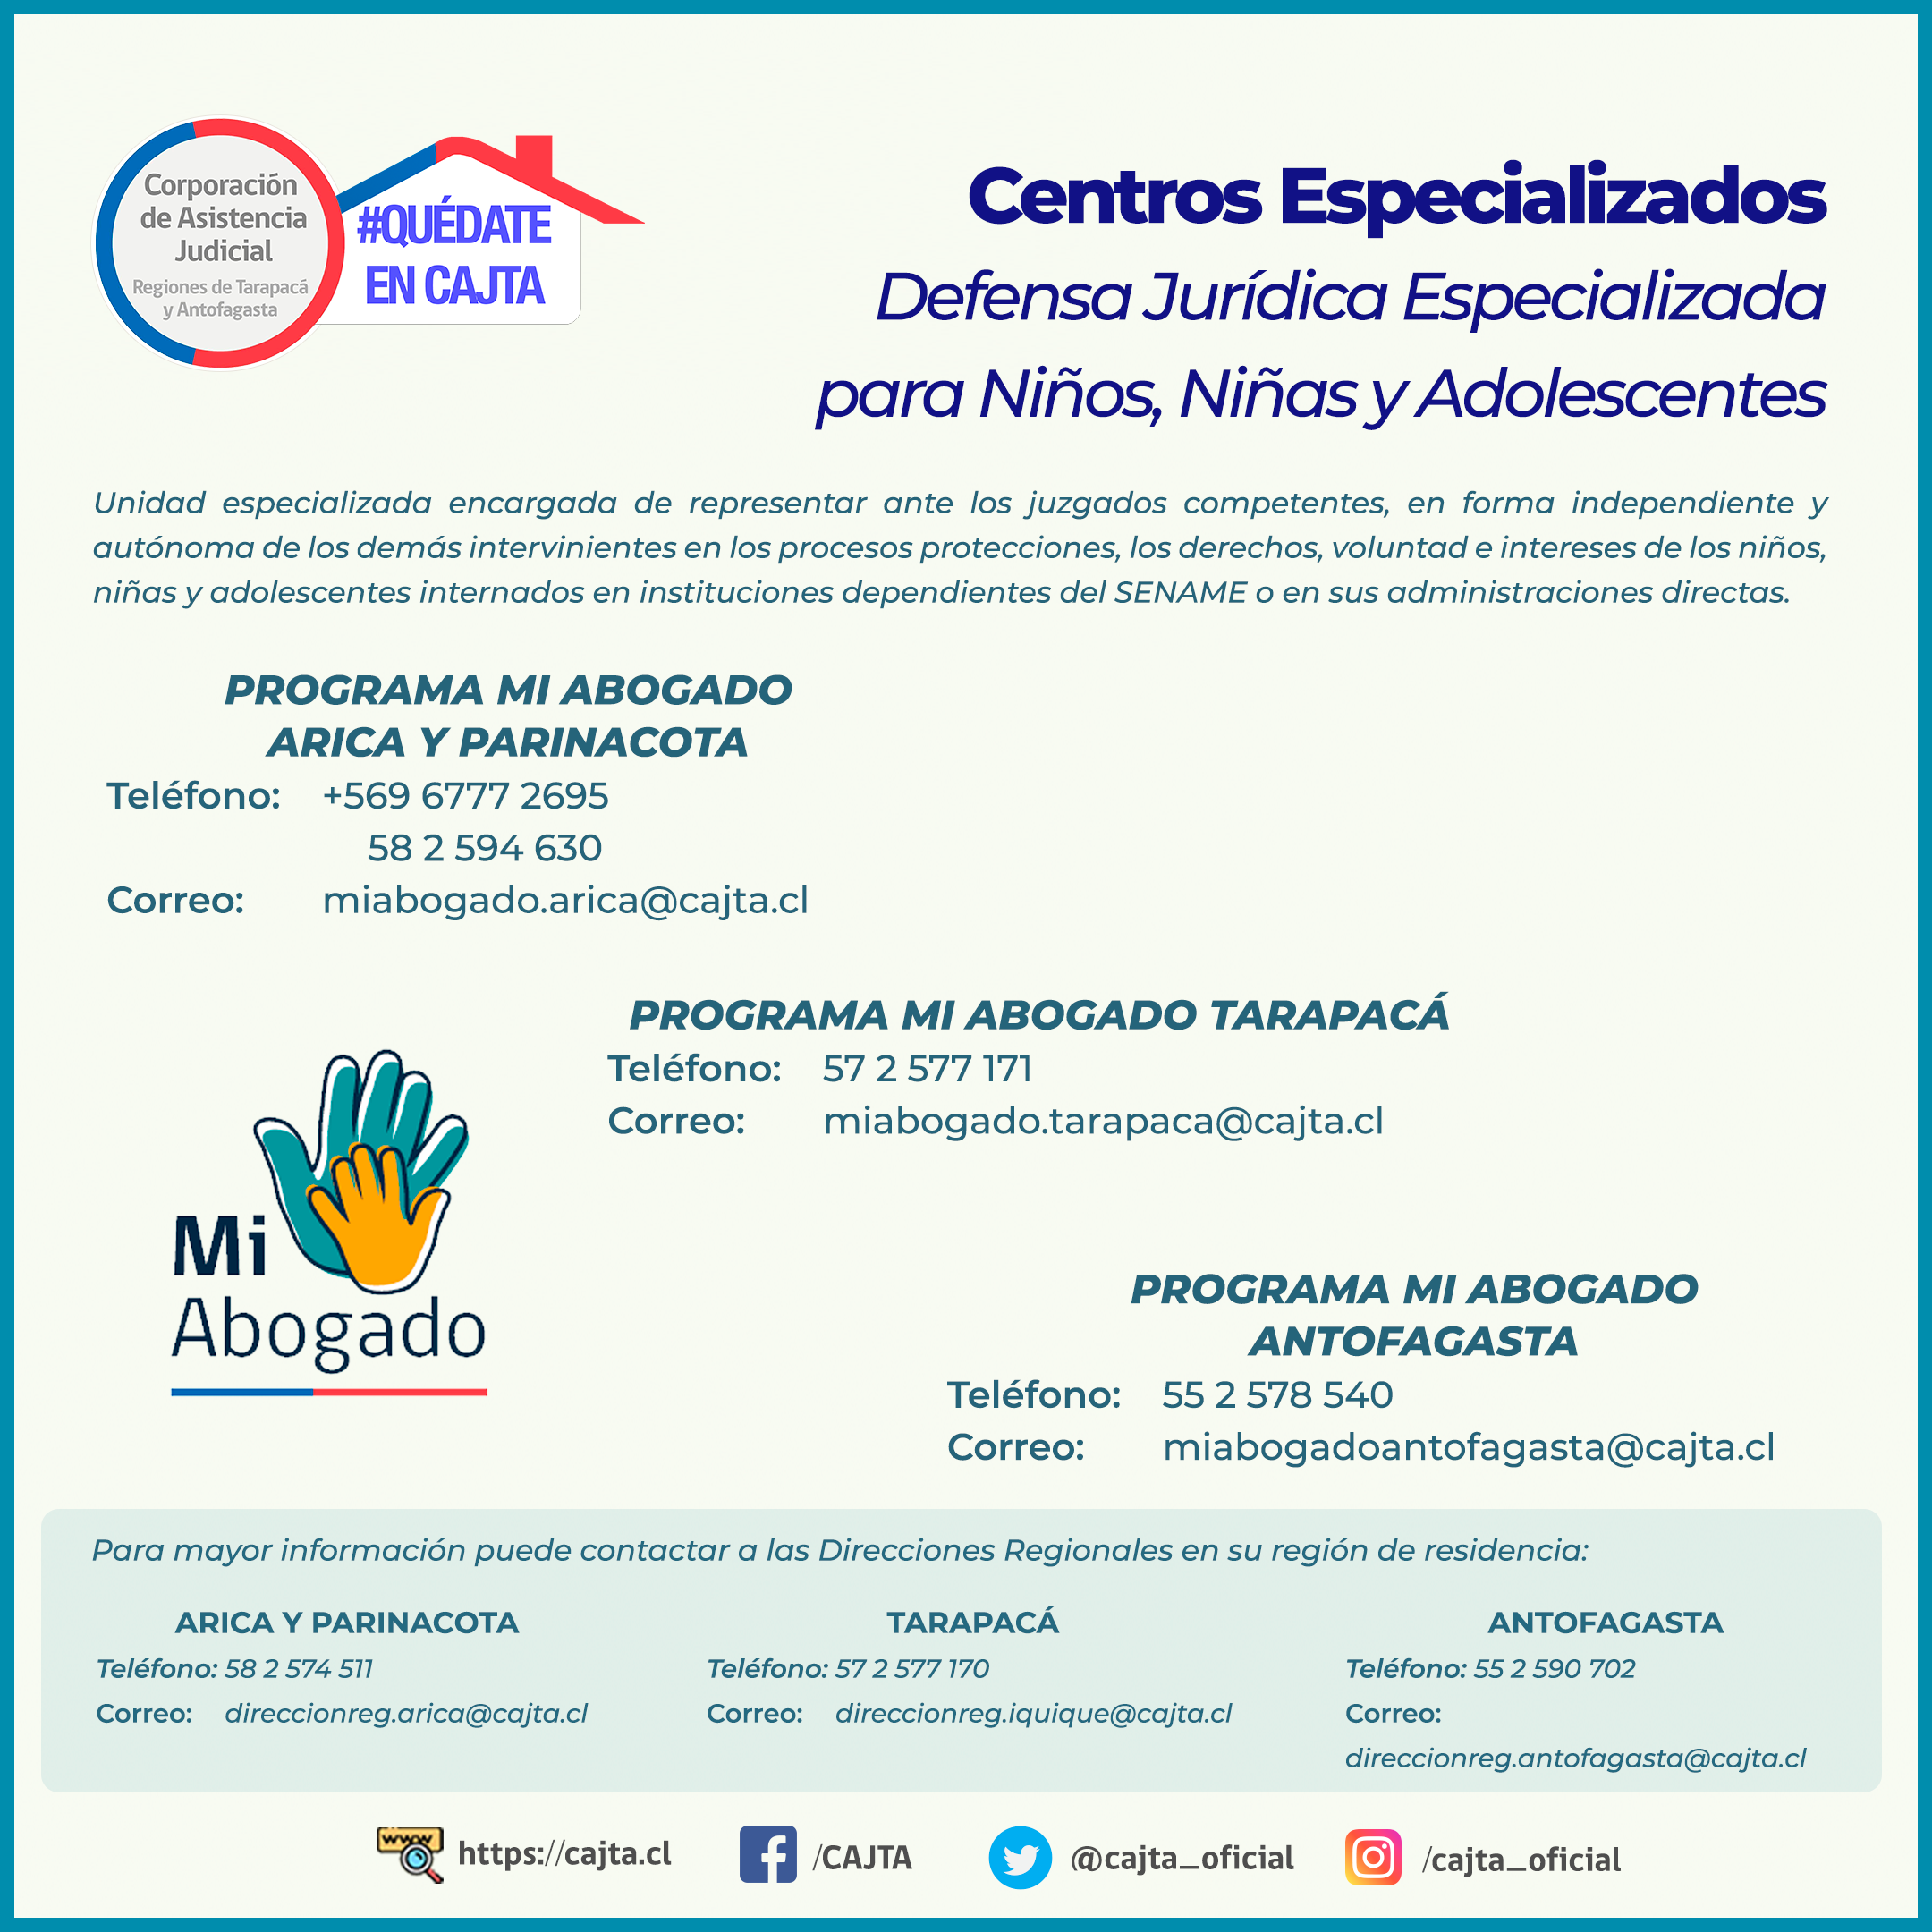 Corporación
de Asistencia
Judicial
Regiones de Tarapacá
y Antofagasta
#QUÉDATE
EN CAJTA
Centros Especializados
Defensa Jurídica Especializada
para Niños, Niñas y Adolescentes
Unidad especializada encargada de representar ante los juzgados competentes, en forma independiente y
autónoma de los demás intervinientes en los procesos protecciones, los derechos, voluntad e intereses de los niños,
niñas y adolescentes internados en instituciones dependientes del SENAME o en sus administraciones directas.
PROGRAMA MI ABOGADO
ARICA Y PARINACOTA
Teléfono: +569 6777 2695
58 2 594 630
Correo: miabogado.arica@cajta.cl
PROGRAMA MI ABOGADO TARAPACÁ
Teléfono: 57 2 577 171
Correo: miabogado.tarapaca@cajta.cl
Mi
Abogado
PROGRAMA MI ABOGADO
ANTOFAGASTA
Teléfono: 55 2 578 540
Correo: miabogadoantofagasta@cajta.cl
Para mayor información puede contactar a las Direcciones Regionales en su región de residencia:
ARICA Y PARINACOTA
Teléfono: 58 2 574 511
Correo: direccionreg.arica@cajta.cl
TARAPACÁ
Teléfono: 57 2 577 170
Correo: direccionreg.iquique@cajta.cl
ANTOFAGASTA
Teléfono: 55 2 590 702
Correo:
direccionreg.antofagasta@cajta.cl
www https://cajta.cl
/CAJTA
@cajta_oficial
/cajta_oficial